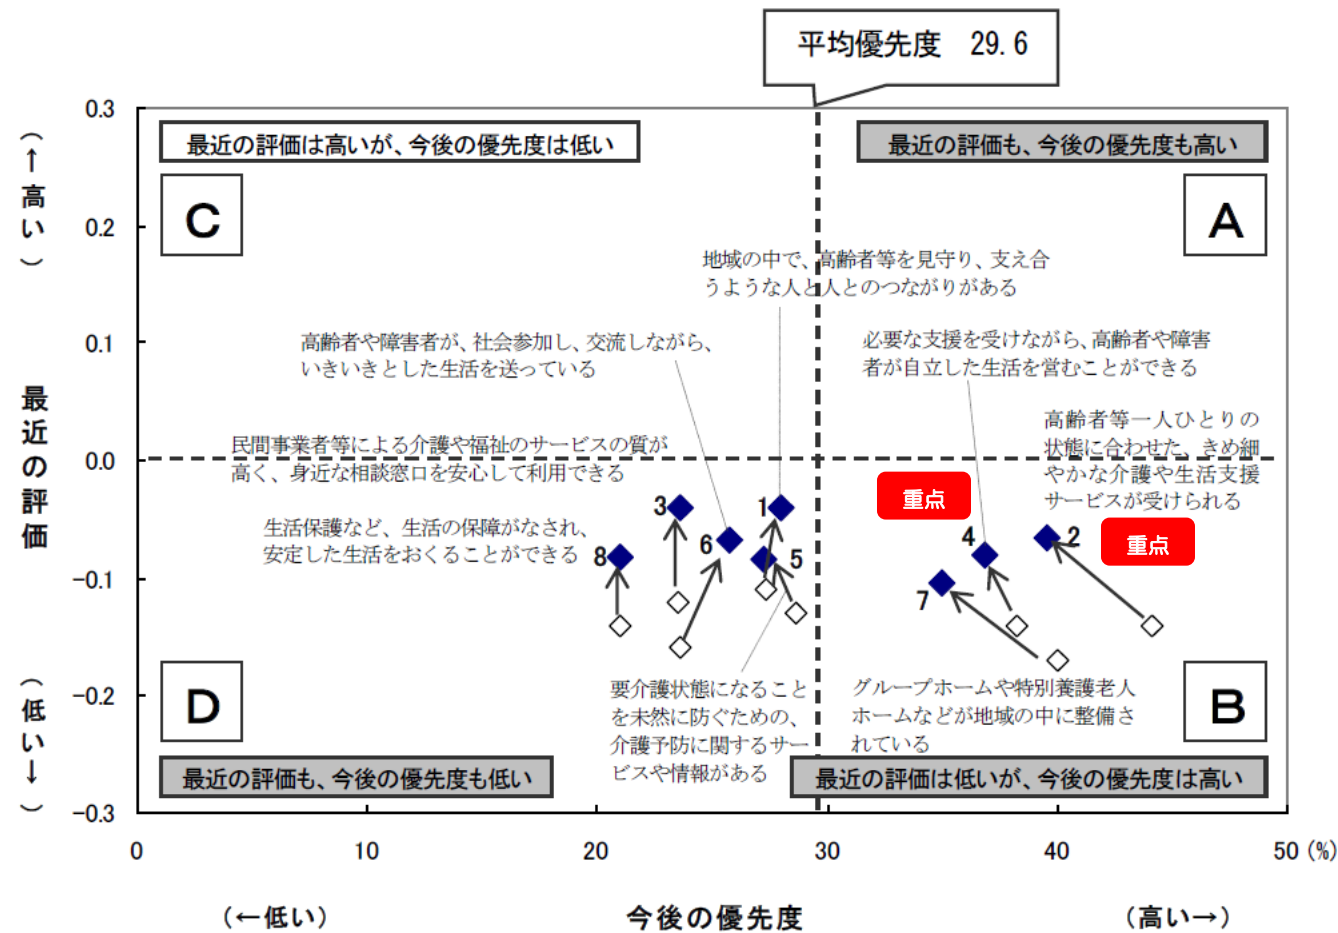 平均優先度 29.6
0.3
0.2
0.1
0.0
-0.1
-0.2
-0.3
(↑高い)
最近の評価
(低い↓)
最近の評価は高いが、今後の優先度は低い
C
最近の評価も、今後の優先度も高い
A
地域の中で、高齢者等を見守り、支え合
うような人と人とのつながりがある
高齢者や障害者が、社会参加し、交流しながら、
いきいきとした生活を送っている
必要な支援を受けながら、高齢者や障害
者が自立した生活を営むことができる
高齢者等一人ひとりの
状態に合わせた、きめ細
やかな介護や生活支援
サービスが受けられる
民間事業者等による介護や福祉のサービスの質が
高く、身近な相談窓口を安心して利用できる
生活保護など、生活の保障がなされ、
安定した生活をおくることができる
重点
重点
3
1
6
5
8
4
2
7
要介護状態になること
を未然に防ぐための、
介護予防に関するサー
ビスや情報がある
グループホームや特別養護老人
ホームなどが地域の中に整備さ
れている
D
最近の評価も、今後の優先度も低い
B
最近の評価は低いが、今後の優先度は高い
0
10
20
30
40
50 (%)
(←低い)
今後の優先度
(高い→)